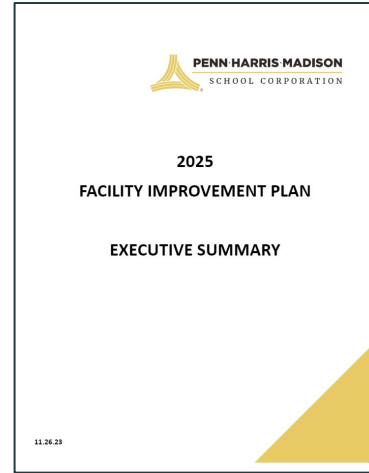 PENN·HARRIS·MADISON
SCHOOL CORPORATION
2025
FACILITY IMPROVEMENT PLAN
EXECUTIVE SUMMARY
11.26.23